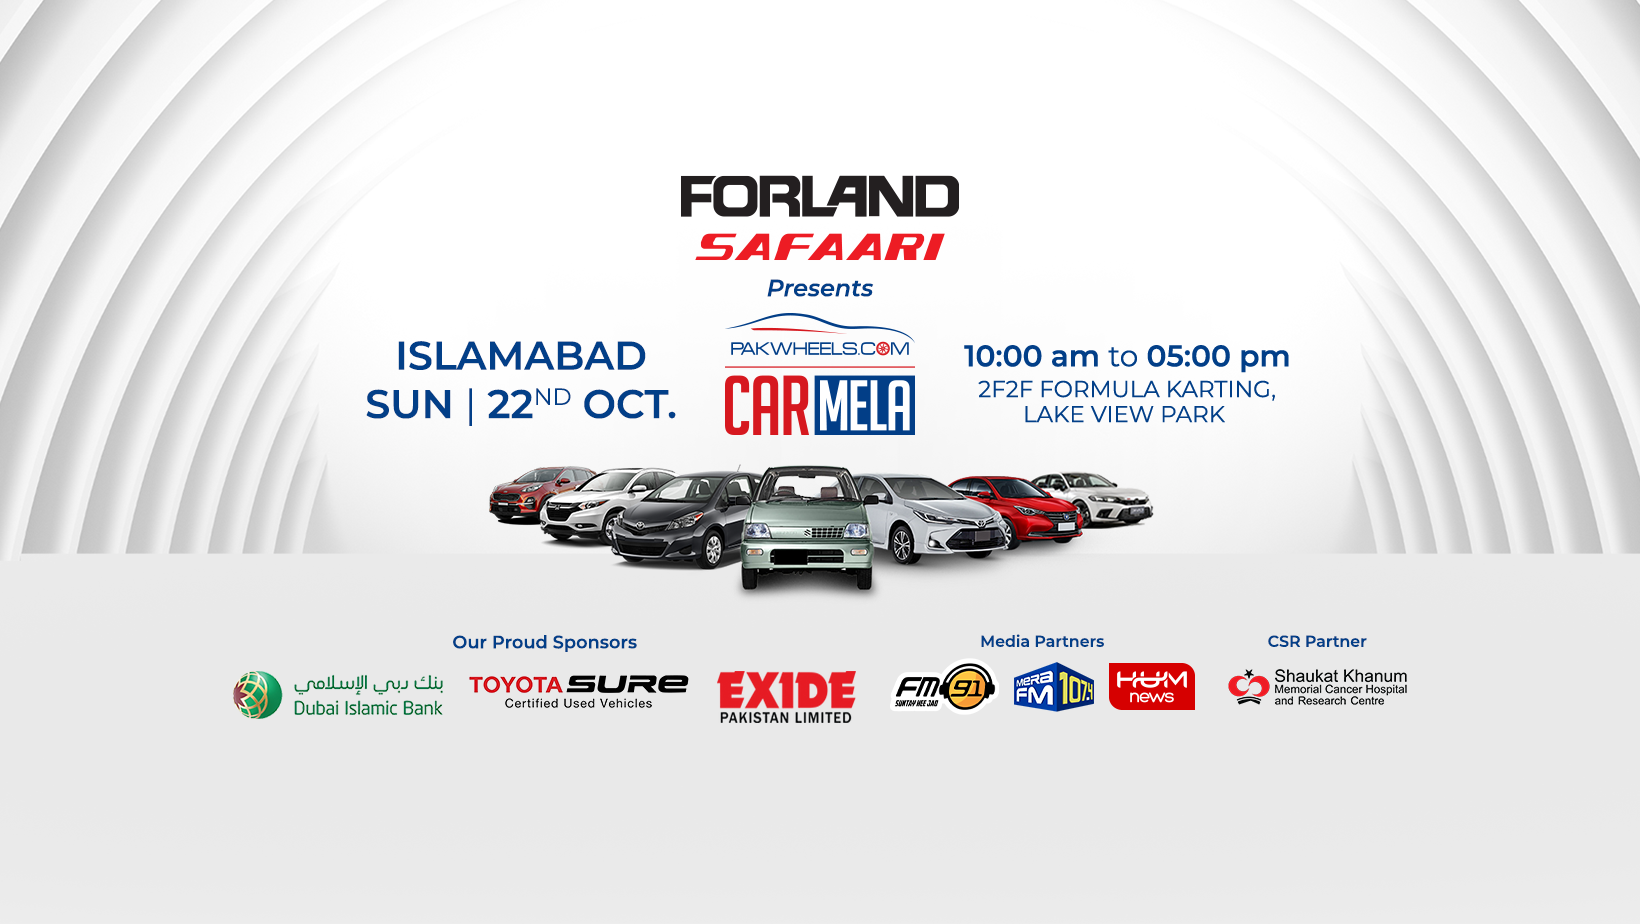 FORLAND
SAFAARI
Presents
PAKWHEELS.COM
CAR MELA
ISLAMABAD
SUN | 22ND OCT.
10:00 am to 05:00 pm
2F2F FORMULA KARTING,
LAKE VIEW PARK
Our Proud Sponsors
بنك دبي الإسلامي
Dubai Islamic Bank
TOYOTA SURE
Certified Used Vehicles
EXIDE
PAKISTAN LIMITED
Media Partners
FM 91
SUNTAY HEE JAO
MERA
FM 107.4
HUM
news
CSR Partner
Shaukat Khanum
Memorial Cancer Hospital
and Research Centre